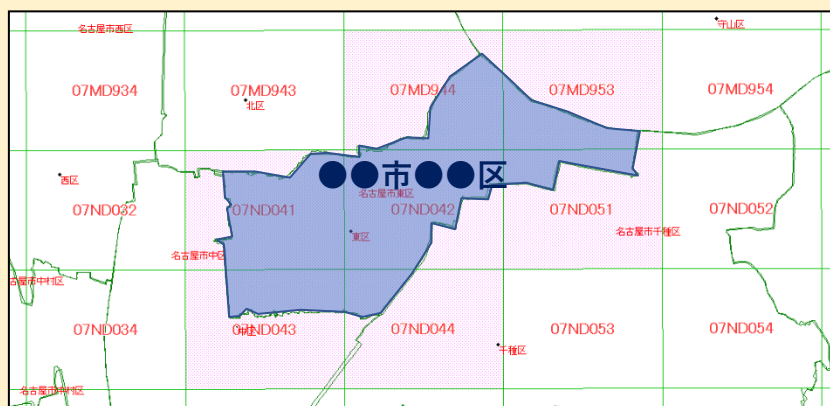 名古屋市西区
守山区
07MD934
07MD943
07MD944
07MD953
07MD954
北区
●●市●●区
西区
名古屋市東区
07ND032
07ND041
07ND042
07ND051
07ND052
東区
名古屋市千種区
名古屋市中区
名古屋市中村区
07ND034
07ND043
07ND044
07ND053
07ND054
中区
千種区
名古屋市中村区